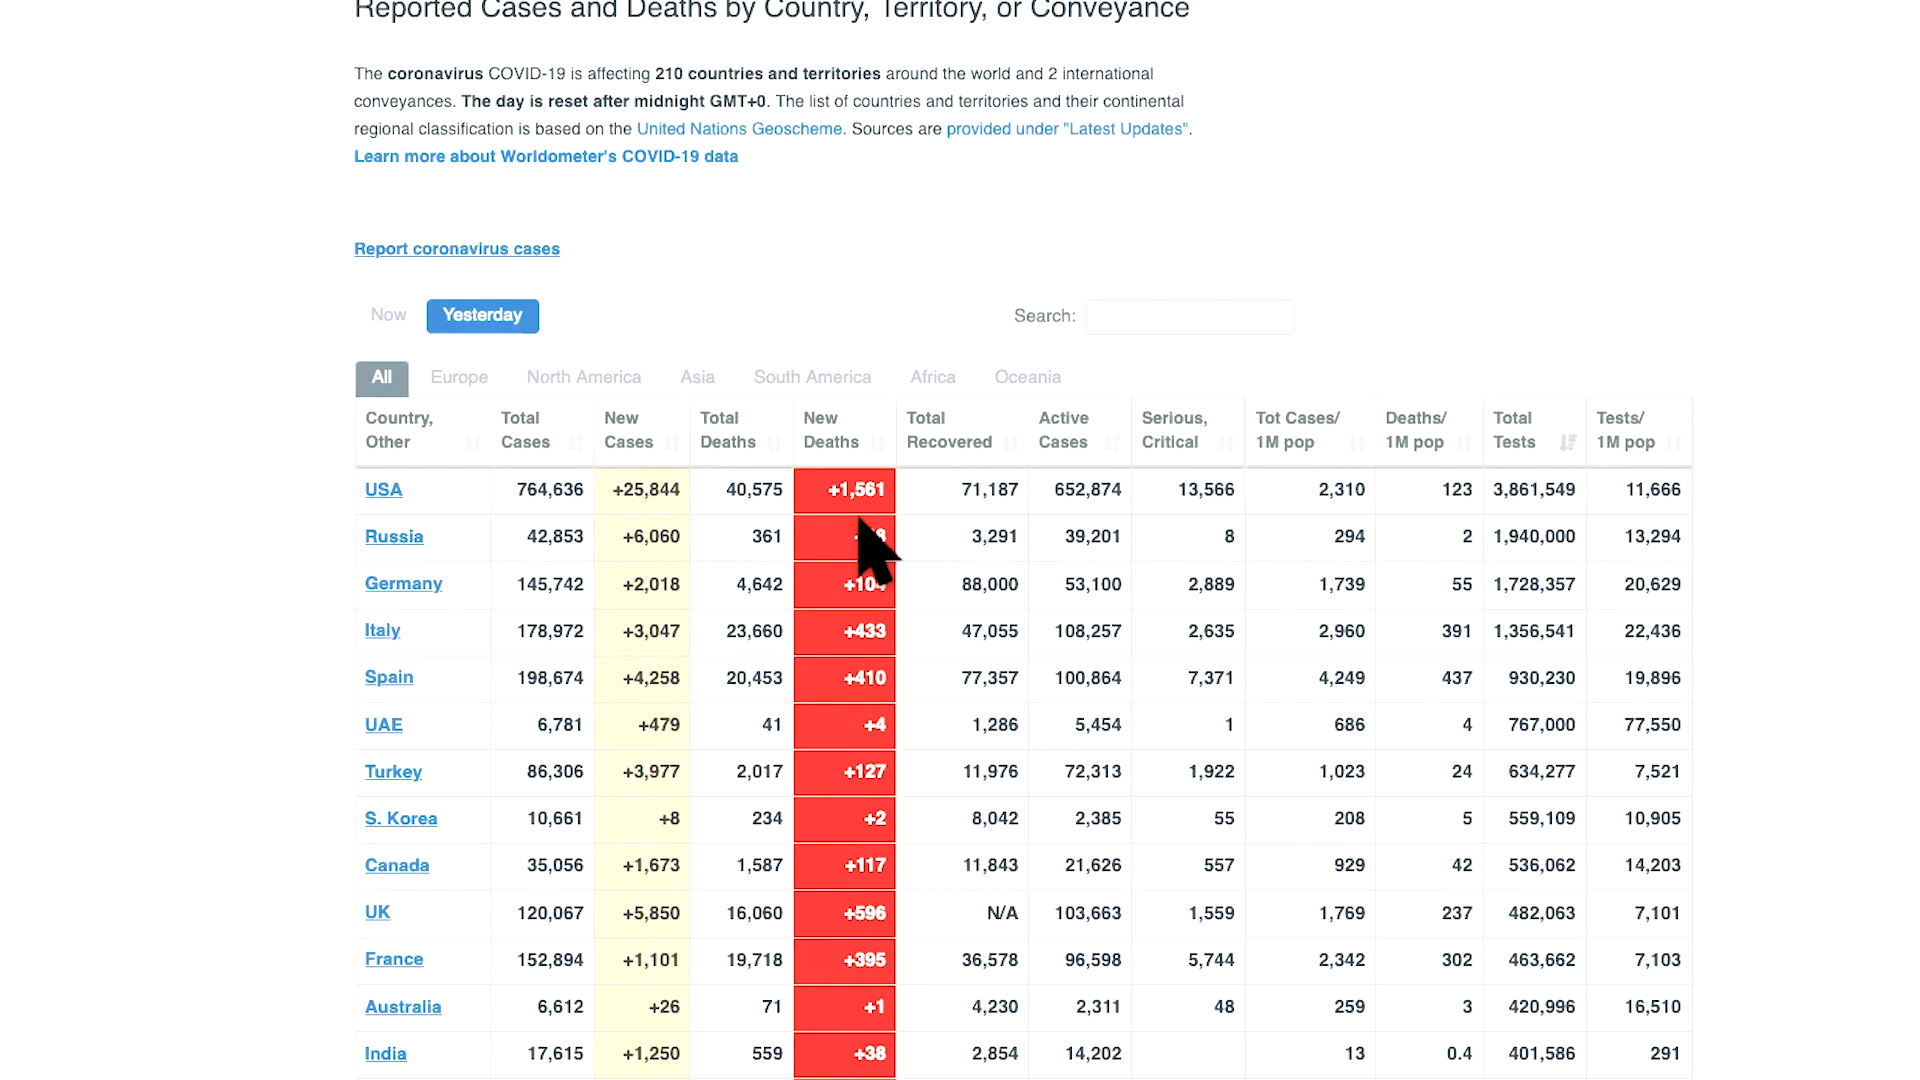 Reported Cases and Deaths by Country, Territory, or Conveyance
The coronavirus COVID-19 is affecting 210 countries and territories around the world and 2 international
conveyances. The day is reset after midnight GMT+0. The list of countries and territories and their continental
regional classification is based on the United Nations Geoscheme. Sources are provided under "Latest Updates".
Learn more about Worldometer's COVID-19 data
Report coronavirus cases
Now Yesterday Search:
All Europe North America Asia South America Africa Oceania
Country, Total New Total New Total Active Serious, Tot Cases/ Deaths/ Total Tests/
Other Cases Cases Deaths Deaths Recovered Cases Critical 1M pop 1M pop Tests 1M pop
USA 764,636 +25,844 40,575 +1,561 71,187 652,874 13,566 2,310 123 3,861,549 11,666
Russia 42,853 +6,060 361 3,291 39,201 8 294 2 1,940,000 13,294
Germany 145,742 +2,018 4,642 88,000 53,100 2,889 1,739 55 1,728,357 20,629
Italy 178,972 +3,047 23,660 +433 47,055 108,257 2,635 2,960 391 1,356,541 22,436
Spain 198,674 +4,258 20,453 +410 77,357 100,864 7,371 4,249 437 930,230 19,896
UAE 6,781 +479 41 +4 1,286 5,454 1 686 4 767,000 77,550
Turkey 86,306 +3,977 2,017 +127 11,976 72,313 1,922 1,023 24 634,277 7,521
S. Korea 10,661 +8 234 +2 8,042 2,385 55 208 5 559,109 10,905
Canada 35,056 +1,673 1,587 +117 11,843 21,626 557 929 42 536,062 14,203
UK 120,067 +5,850 16,060 +596 N/A 103,663 1,559 1,769 237 482,063 7,101
France 152,894 +1,101 19,718 +395 36,578 96,598 5,744 2,342 302 463,662 7,103
Australia 6,612 +26 71 +1 4,230 2,311 48 259 3 420,996 16,510
India 17,615 +1,250 559 +38 2,854 14,202 13 0.4 401,586 291